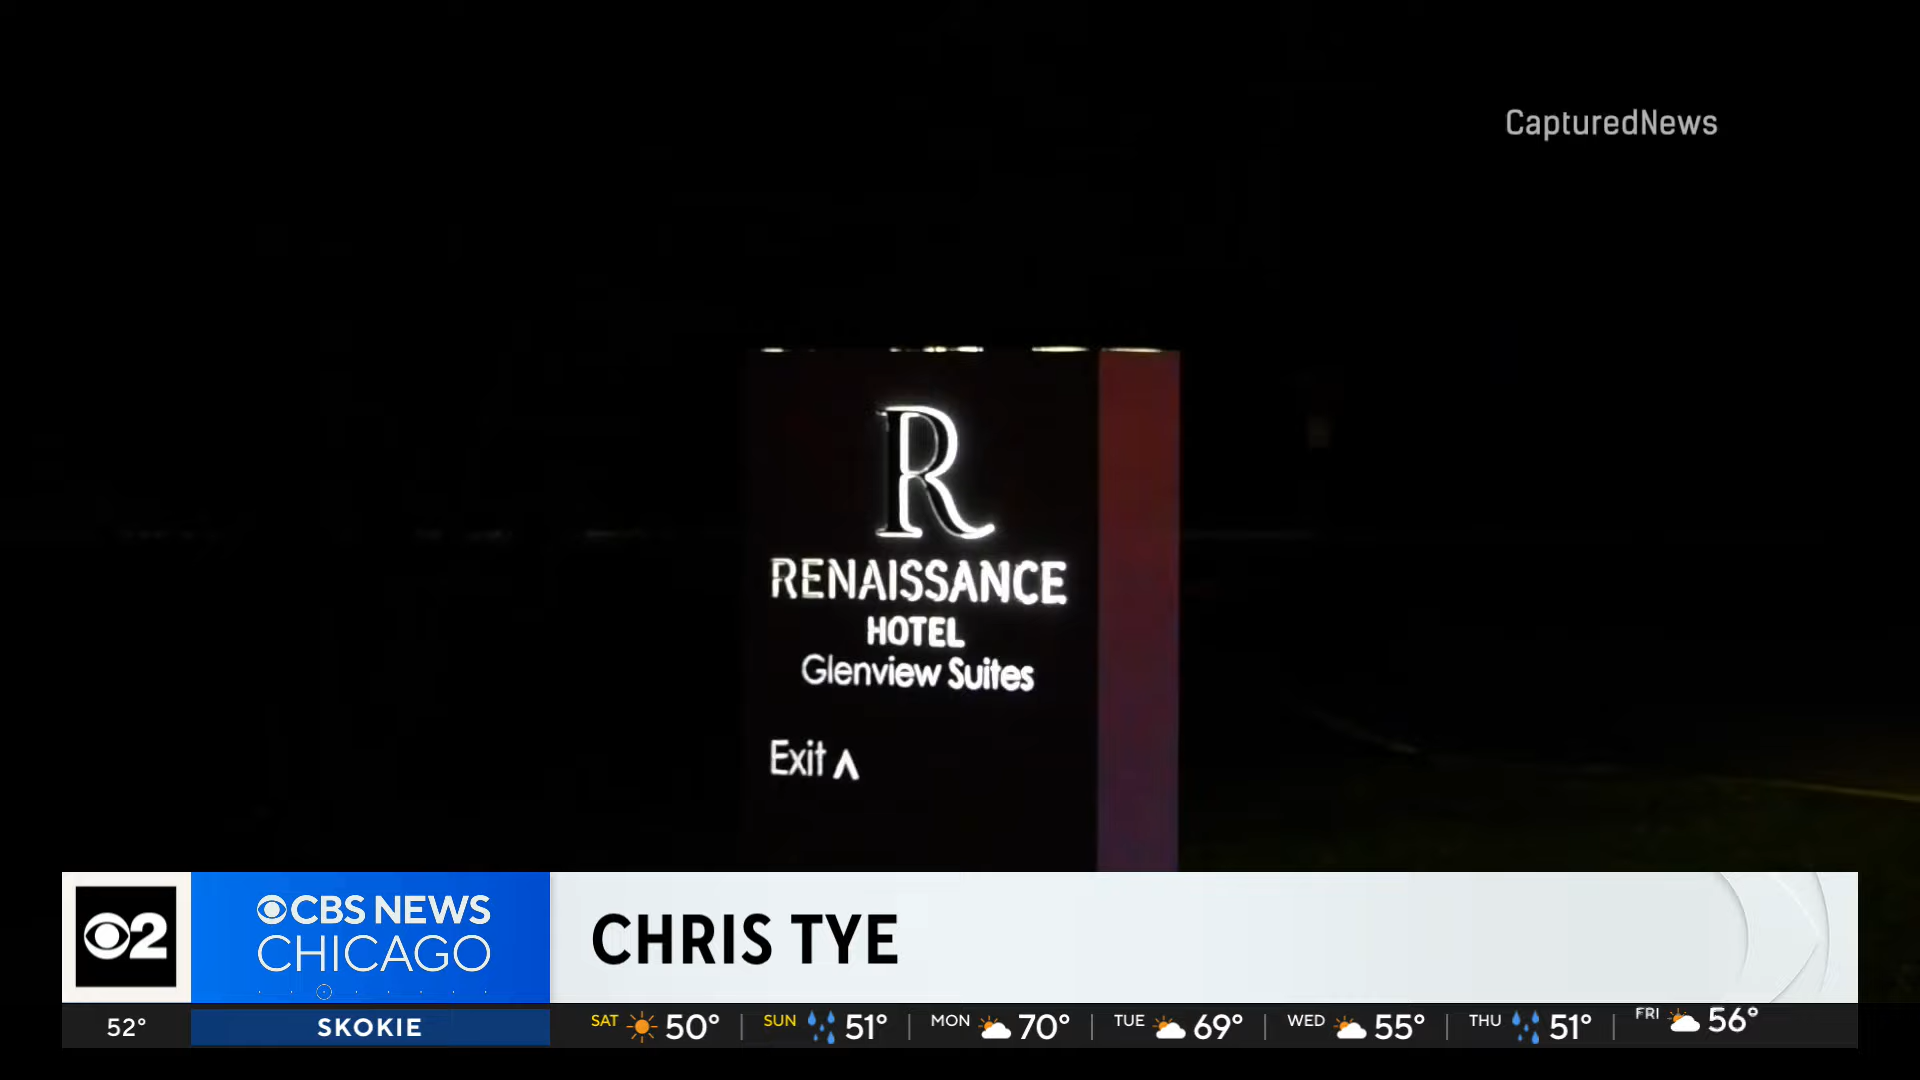 CapturedNews
R
RENAISSANCE
HOTEL
Glenview Suites
Exit ∧
2
CBS NEWS
CHICAGO
CHRIS TYE
52° SKOKIE SAT 50° SUN 51° MON 70° TUE 69° WED 55° THU 51° FRI 56°